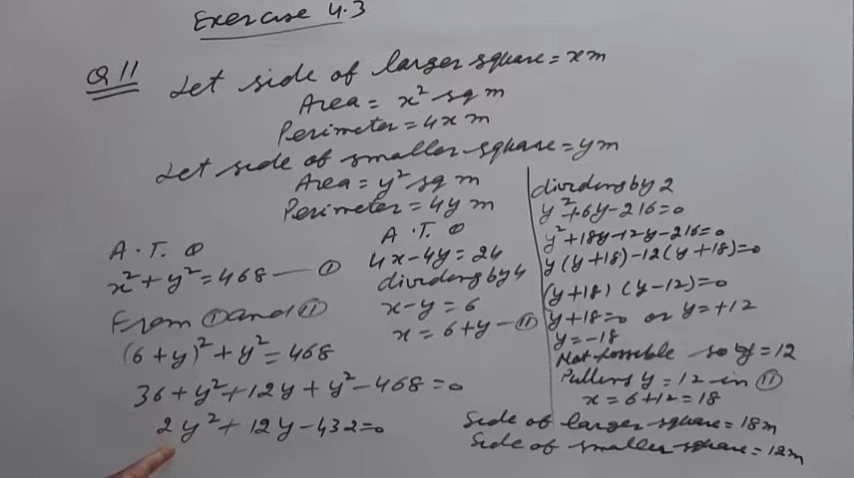 Exercise 4.3
Q 11 Let side of larger square = x m
Area = x² sq m
Perimeter = 4x m
Let side of smaller square = y m
Area = y² sq m
Perimeter = 4y m
A.T.Q
x² + y² = 468 — ①
From ① and ⑪
(6 + y)² + y² = 468
36 + y² + 12y + y² - 468 = 0
2y² + 12y - 432 = 0
A.T.Q
4x - 4y = 24
dividing by 4
x - y = 6
x = 6 + y — ⑪
dividing by 2
y² + 6y - 216 = 0
y² + 18y - 12y - 216 = 0
y(y + 18) - 12(y + 18) = 0
(y + 18) (y - 12) = 0
y + 18 = 0 or y = +12
y = -18
Not possible so y = 12
Putting y = 12 in ⑪
x = 6 + 12 = 18
Side of larger square = 18m
Side of smaller square = 12m